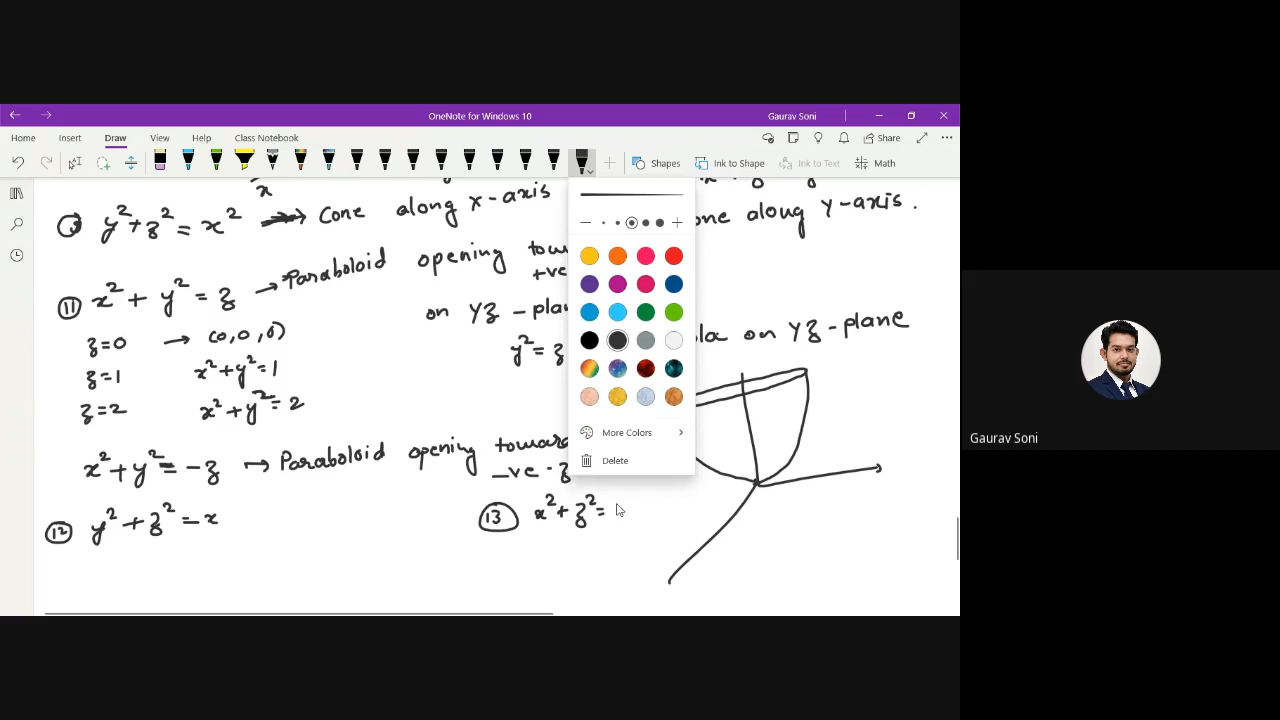 OneNote for Windows 10
Gaurav Soni
Home Insert Draw View Help Class Notebook
Share
Shapes Ink to Shape Ink to Text Math
x
y² + z² = x² → Cone along X-axis
one along Y-axis.
⑪ x² + y² = z → Paraboloid opening tow
+ve
on YZ - plan
la on YZ-plane
z=0 → (0, 0, 0)
y² = z
z=1 x²+y²=1
z=2 x²+y²=2
More Colors
Delete
x²+y²=-z → Paraboloid opening toward
-ve - z
⑫ y² + z² = x
⑬ x² + z² =
Gaurav Soni